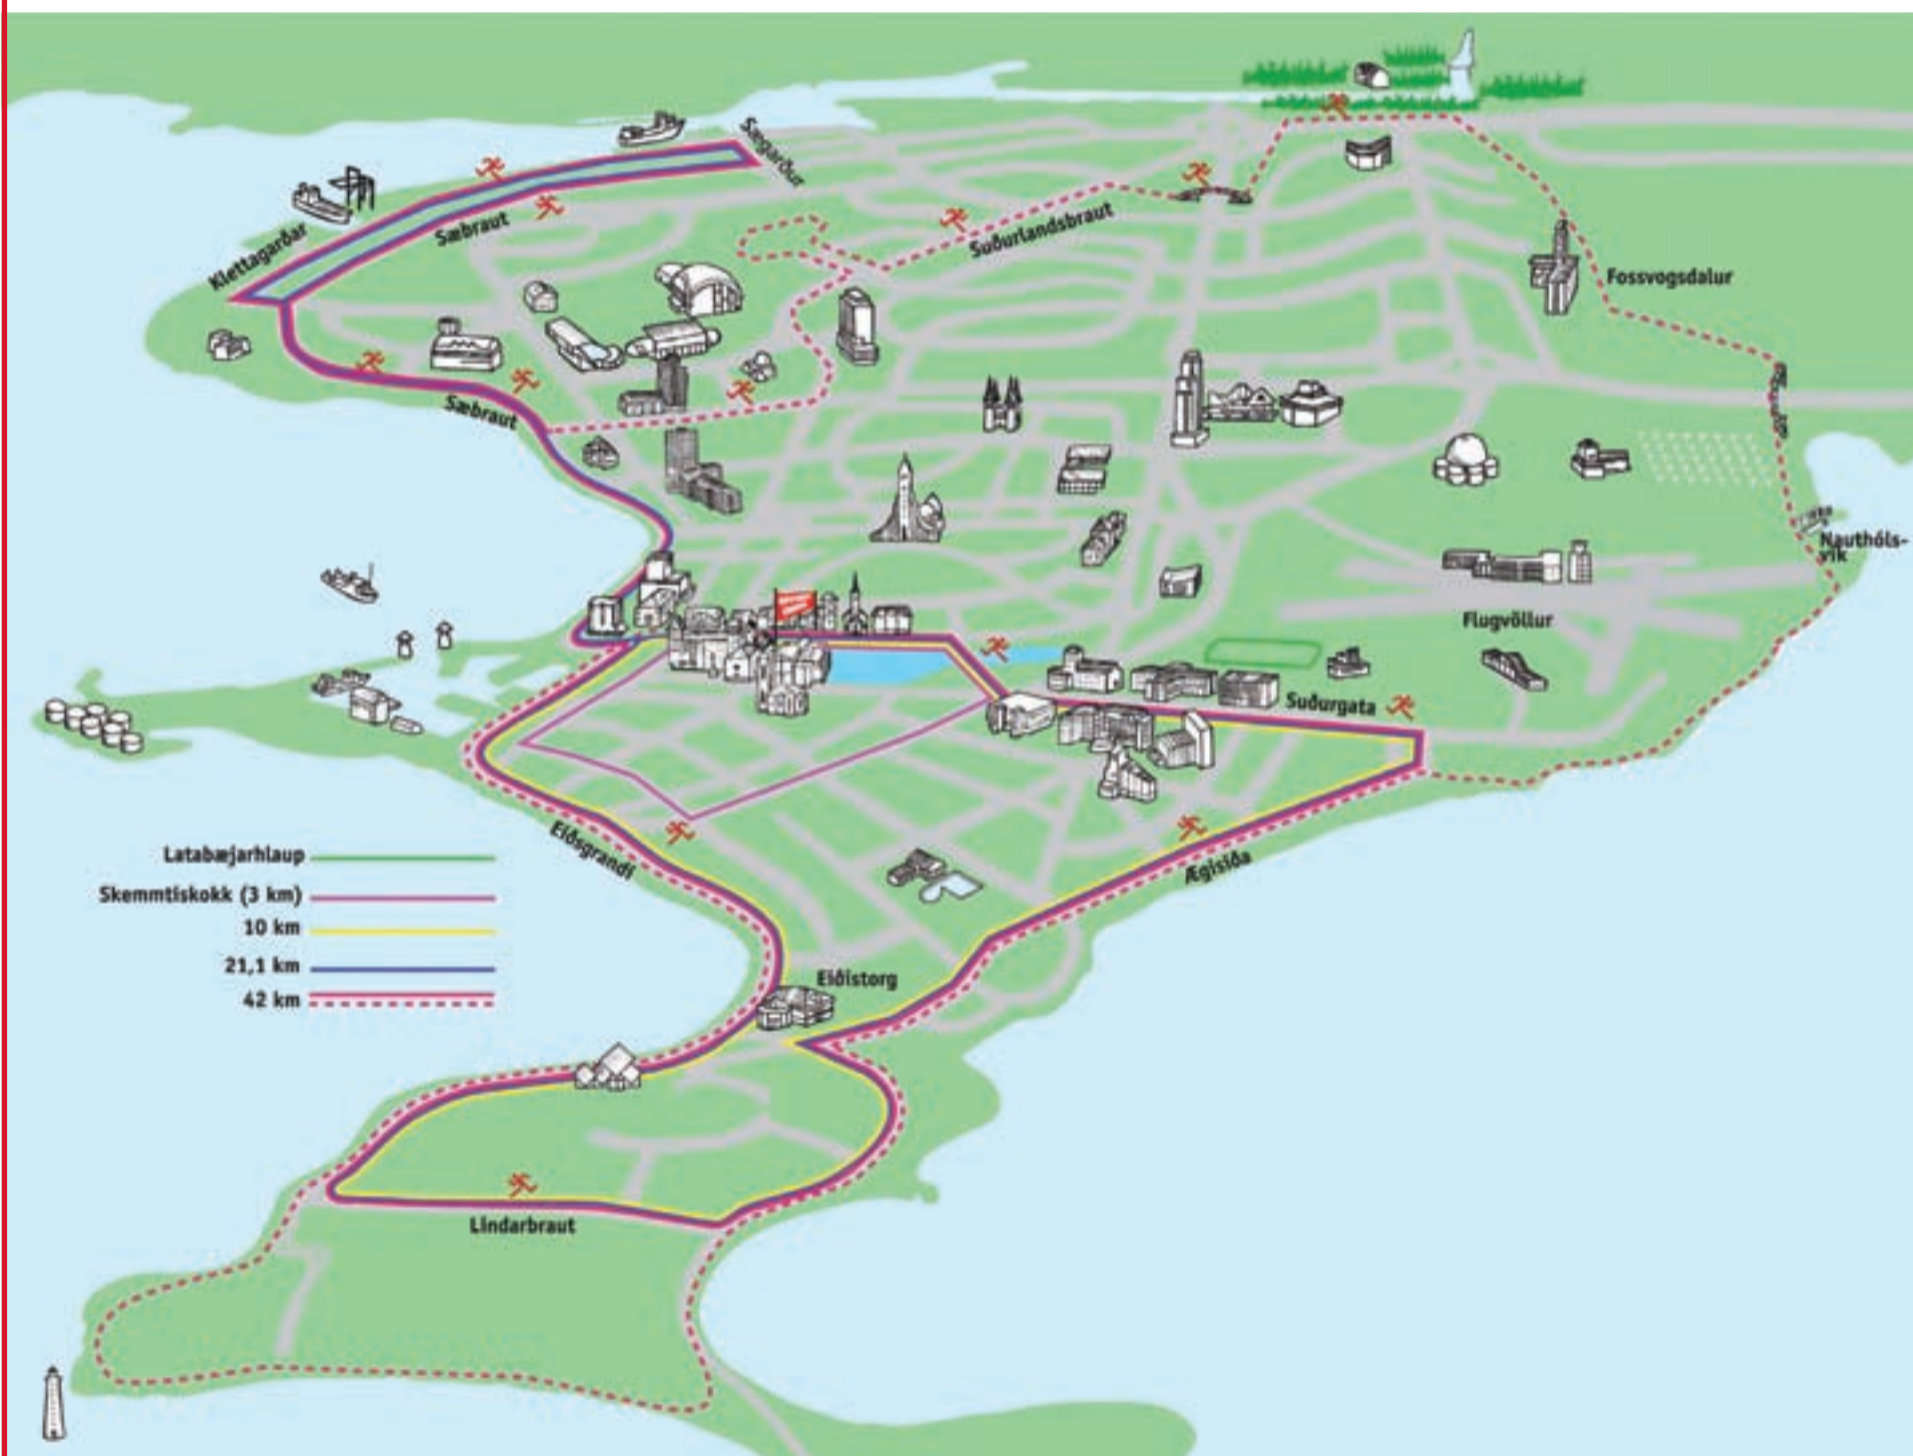 Sægarður
Klettagarðar
Sæbraut
Suðurlandsbraut
Fossvogsdalur
Sæbraut
Nauthóls-
vík
Flugvöllur
Suðurgata
Eiðsgrandi
Ægisíða
Latabæjarhlaup
Skemmtiskokk (3 km)
10 km
21,1 km
42 km
Eiðistorg
Lindarbraut